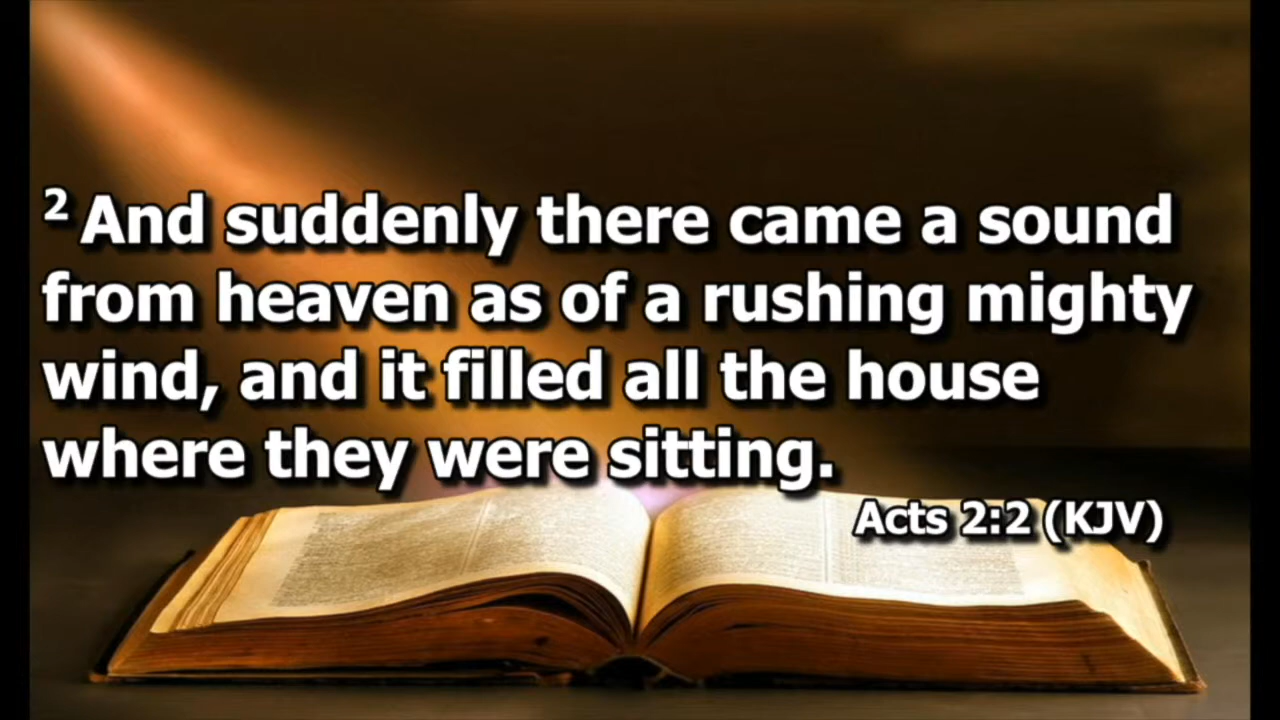 2 And suddenly there came a sound
from heaven as of a rushing mighty
wind, and it filled all the house
where they were sitting.
Acts 2:2 (KJV)